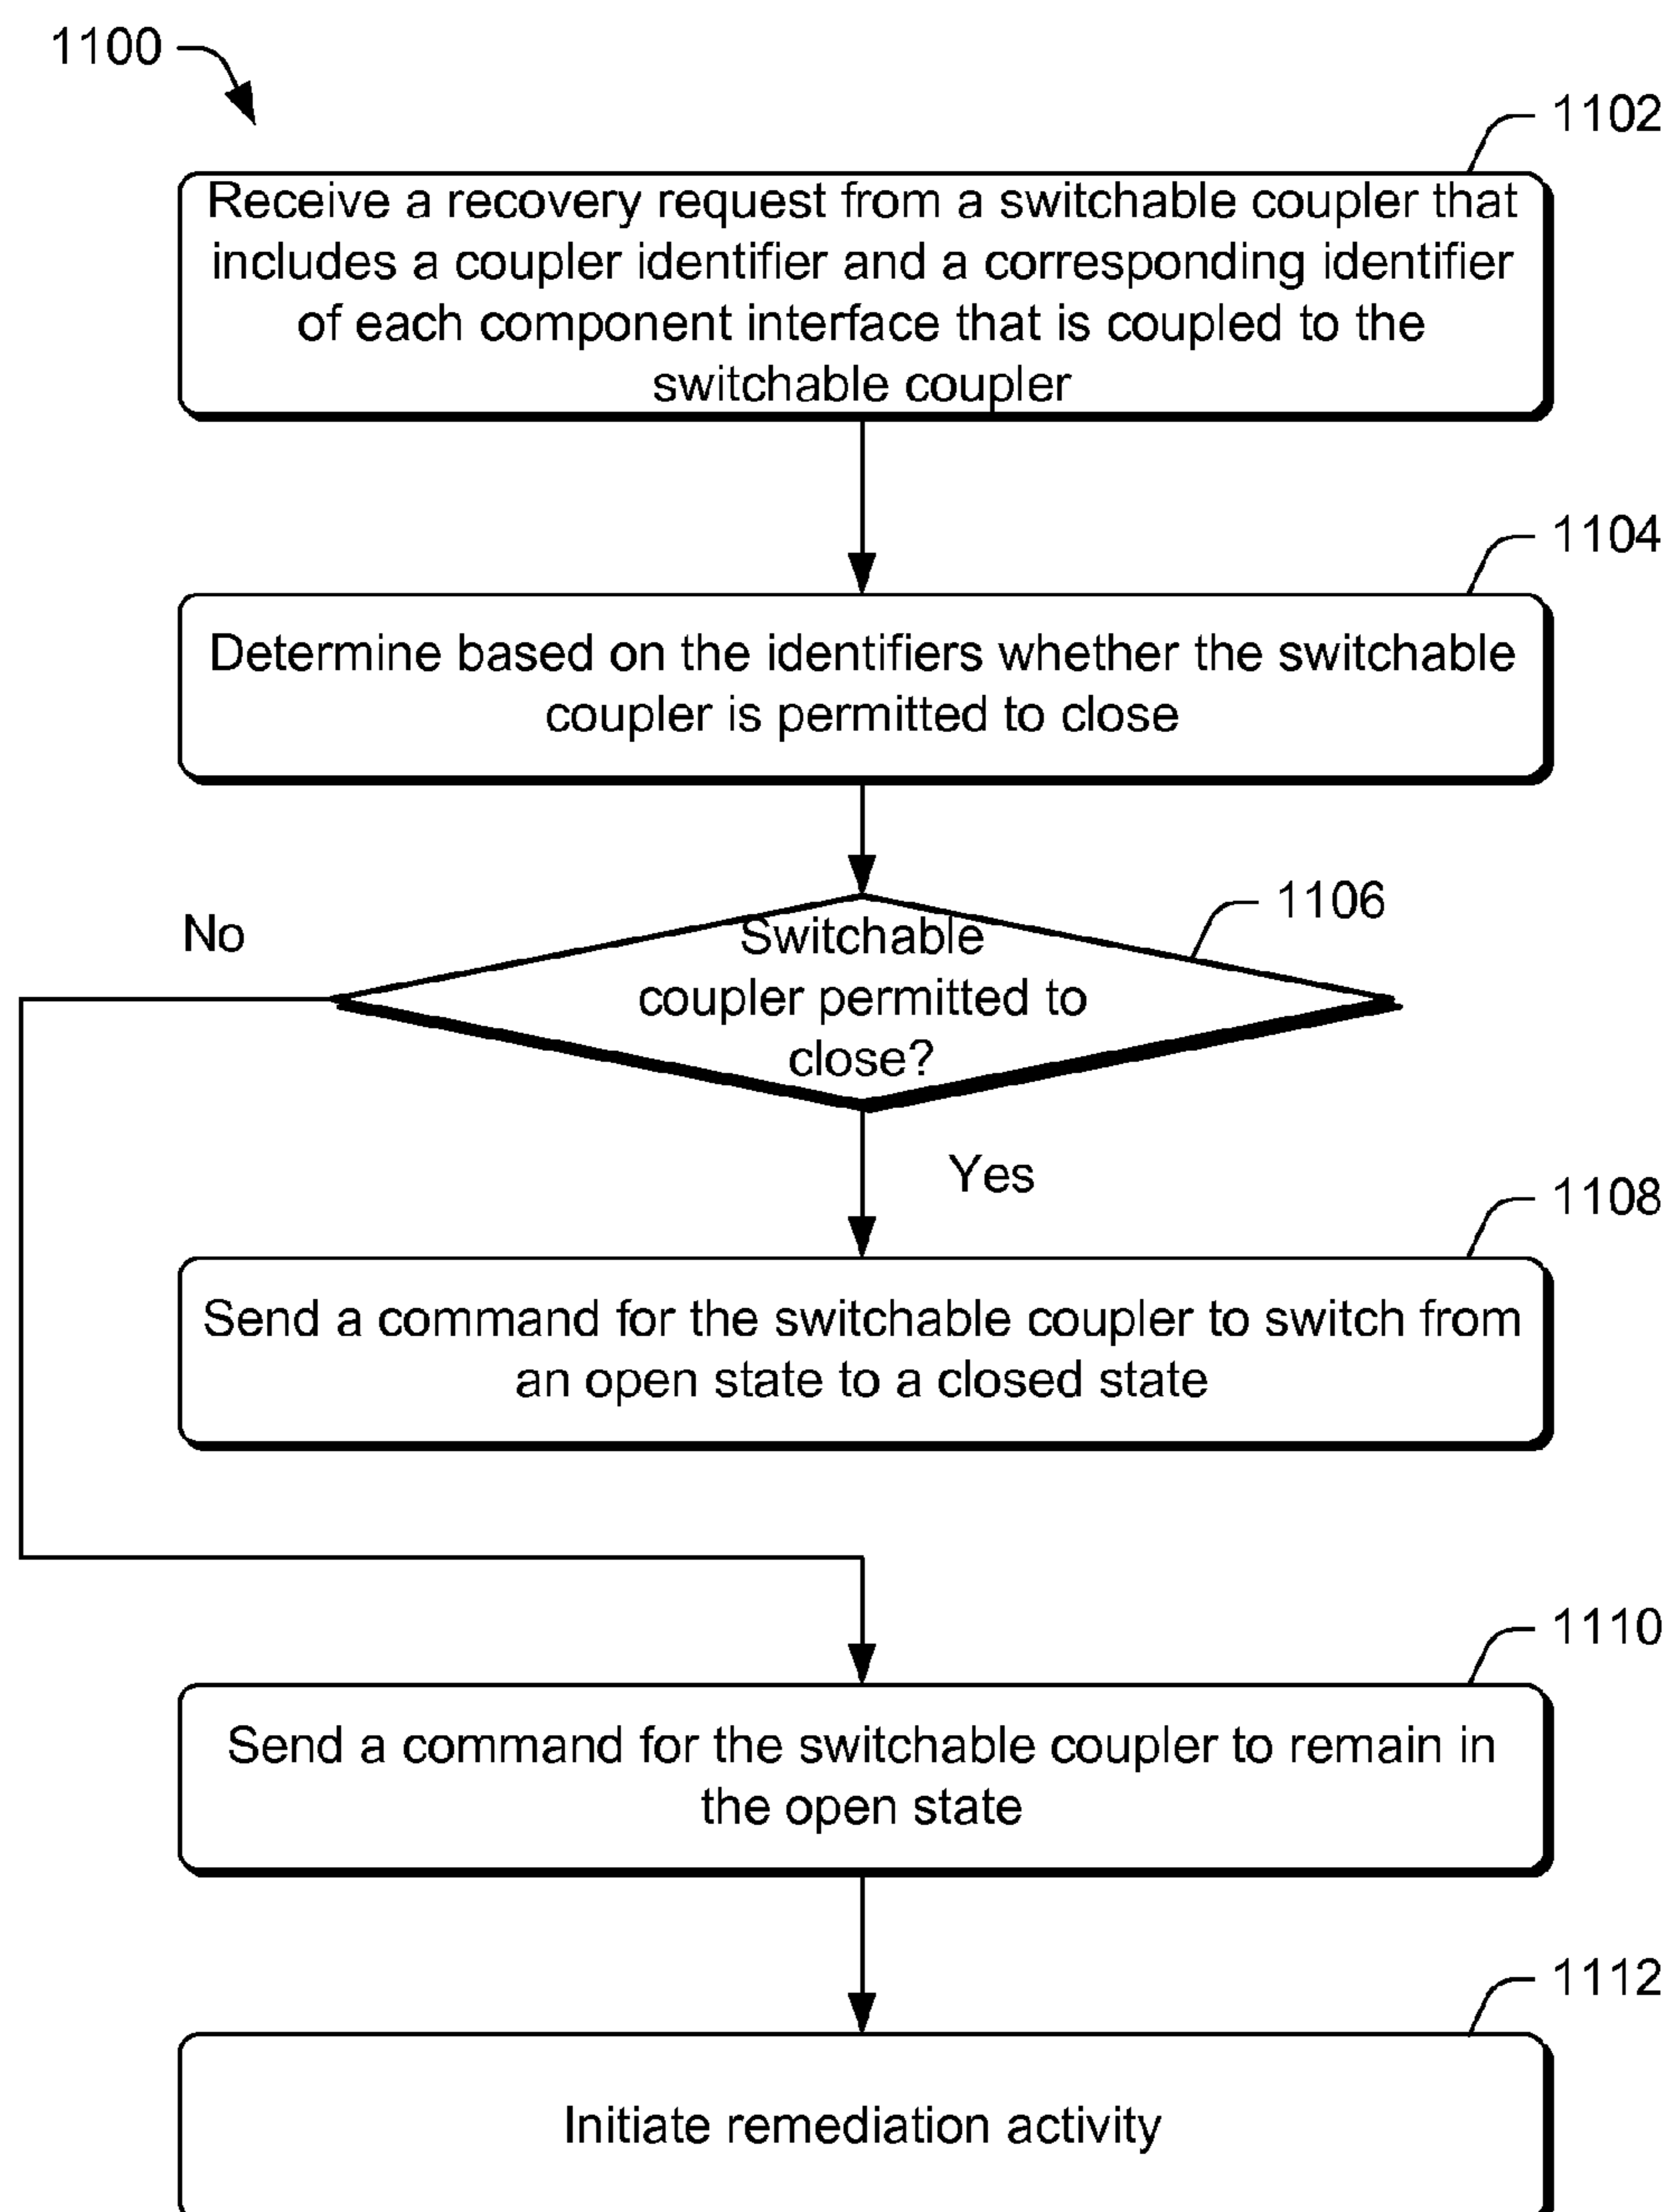 1100
1102
Receive a recovery request from a switchable coupler that
includes a coupler identifier and a corresponding identifier
of each component interface that is coupled to the
switchable coupler
1104
Determine based on the identifiers whether the switchable
coupler is permitted to close
1106
No
Switchable
coupler permitted to
close?
Yes
1108
Send a command for the switchable coupler to switch from
an open state to a closed state
1110
Send a command for the switchable coupler to remain in
the open state
1112
Initiate remediation activity